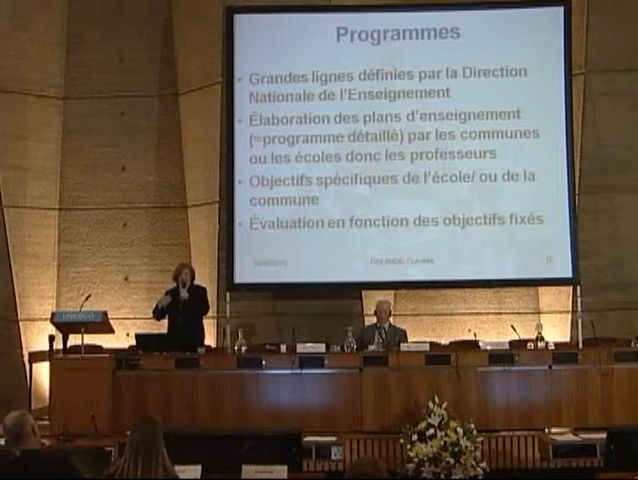 Programmes
• Grandes lignes définies par la Direction
Nationale de l'Enseignement
• Élaboration des plans d'enseignement
(=programme détaillé) par les communes
ou les écoles donc les professeurs
• Objectifs spécifiques de l'école/ ou de la
commune
• Évaluation en fonction des objectifs fixés
UNESCO